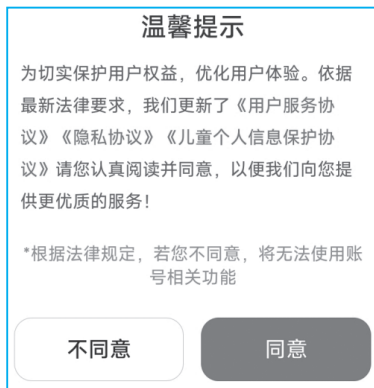 温馨提示
为切实保护用户权益，优化用户体验。依据
最新法律要求，我们更新了《用户服务协
议》《隐私协议》《儿童个人信息保护协
议》请您认真阅读并同意，以便我们向您提
供更优质的服务！
*根据法律规定，若您不同意，将无法使用账
号相关功能
不同意
同意